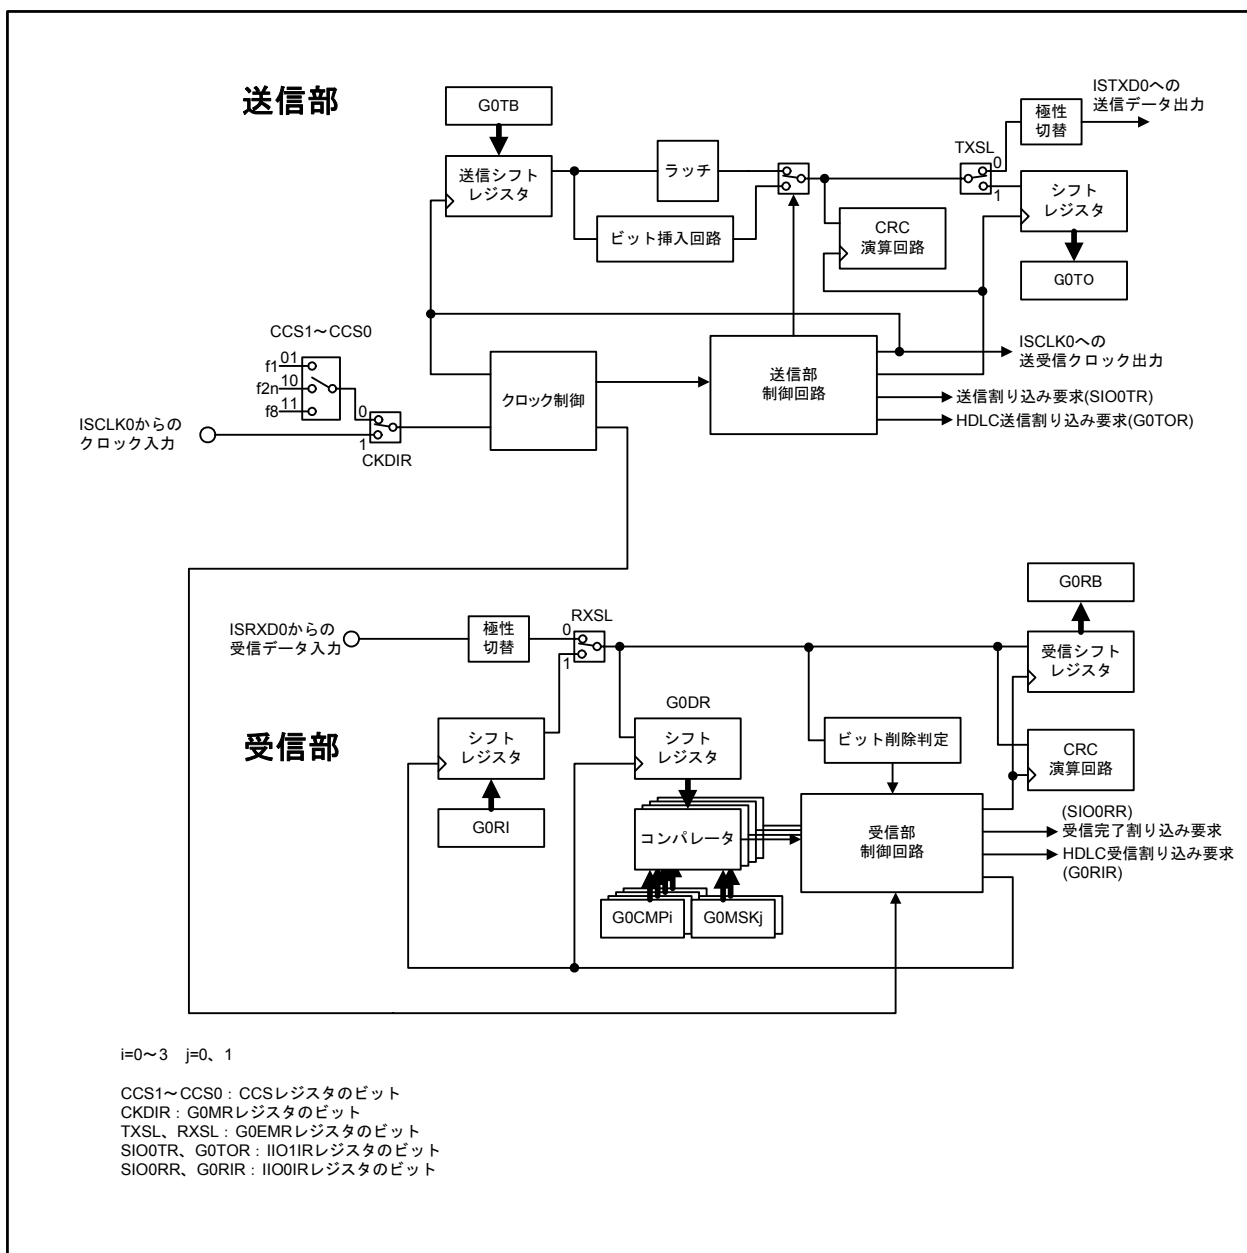 送信部
G0TB
送信シフト
レジスタ
ラッチ
ビット挿入回路
CRC
演算回路
TXSL
0
1
極性
切替
ISTXD0への
送信データ出力
シフト
レジスタ
G0TO
CCS1～CCS0
f1
01
f2n
10
f8
11
ISCLK0からの
クロック入力
0
1
CKDIR
クロック制御
送信部
制御回路
ISCLK0への
送受信クロック出力
送信割り込み要求(SIO0TR)
HDLC送信割り込み要求(G0TOR)
ISRXD0からの
受信データ入力
極性
切替
RXSL
0
1
G0RB
受信シフト
レジスタ
受信部
シフト
レジスタ
G0RI
G0DR
シフト
レジスタ
コンパレータ
G0CMPi
G0MSKj
ビット削除判定
受信部
制御回路
CRC
演算回路
(SIO0RR)
受信完了割り込み要求
HDLC受信割り込み要求
(G0RIR)
i=0～3 j=0、1
CCS1～CCS0：CCSレジスタのビット
CKDIR：G0MRレジスタのビット
TXSL、RXSL：G0EMRレジスタのビット
SIO0TR、G0TOR：IIO1IRレジスタのビット
SIO0RR、G0RIR：IIO0IRレジスタのビット